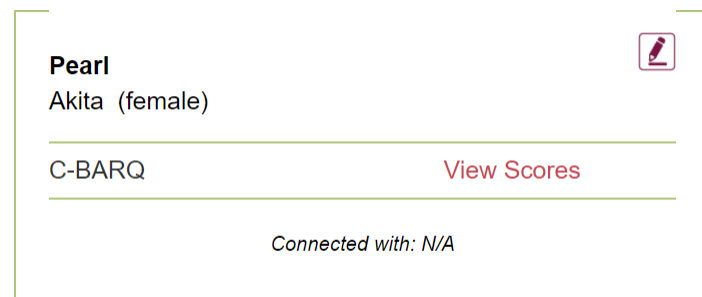 Pearl
Akita (female)
C-BARQ View Scores
Connected with: N/A